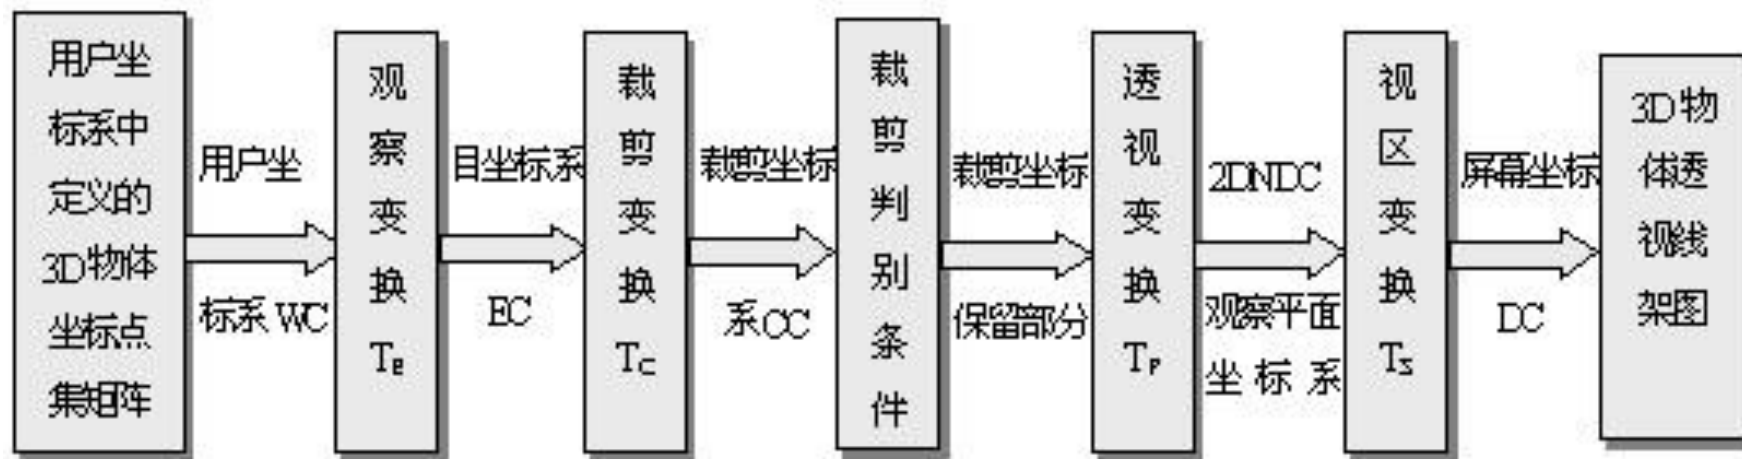 用户坐
标系中
定义的
3D物体
坐标点
集矩阵
用户坐
标系 WC
观
察
变
换
TE
目坐标系
EC
裁
剪
变
换
TC
裁剪坐标
系 CC
裁
剪
判
别
条
件
裁剪坐标
保留部分
透
视
变
换
TP
2DNDC
观察平面
坐 标 系
视
区
变
换
TS
屏幕坐标
DC
3D物
体透
视线
架图